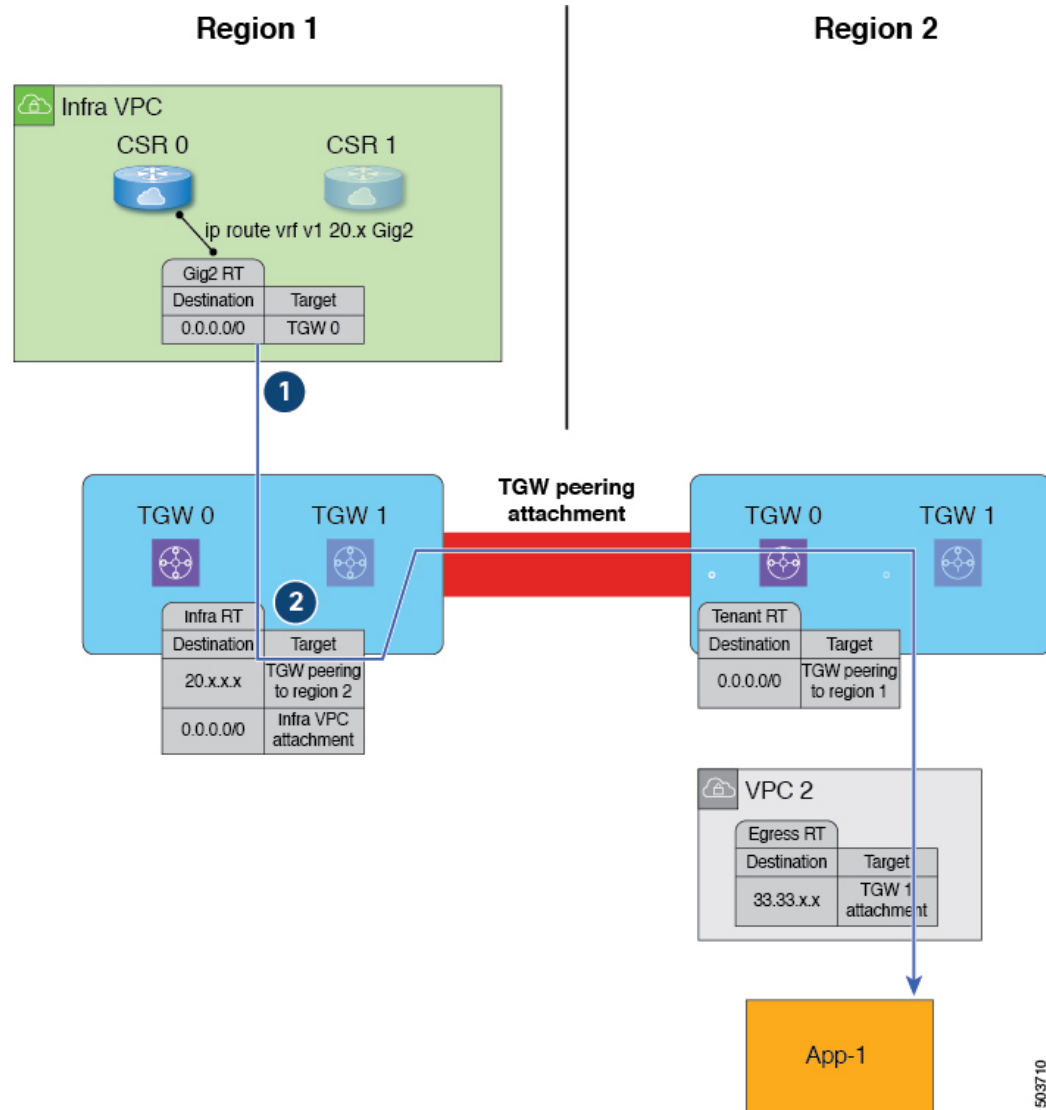 Region 1
Region 2
Infra VPC
CSR 0
CSR 1
ip route vrf v1 20.x Gig2
Gig2 RT
Destination Target
0.0.0.0/0 TGW 0
1
TGW peering
attachment
TGW 0
TGW 1
TGW 0
TGW 1
2
Infra RT
Destination Target
20.x.x.x TGW peering
to region 2
0.0.0.0/0 Infra VPC
attachment
Tenant RT
Destination Target
0.0.0.0/0 TGW peering
to region 1
VPC 2
Egress RT
Destination Target
33.33.x.x TGW 1
attachment
App-1
503710